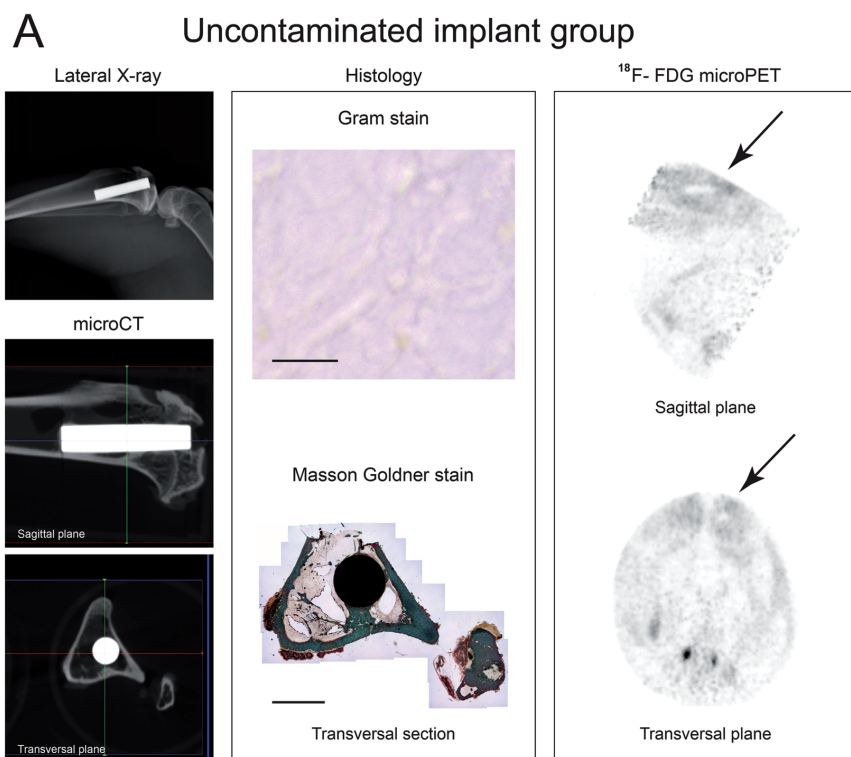 A
Uncontaminated implant group
Lateral X-ray
Histology
¹⁸F- FDG microPET
Gram stain
microCT
Sagittal plane
Sagittal plane
Masson Goldner stain
Transversal plane
Transversal section
Transversal plane